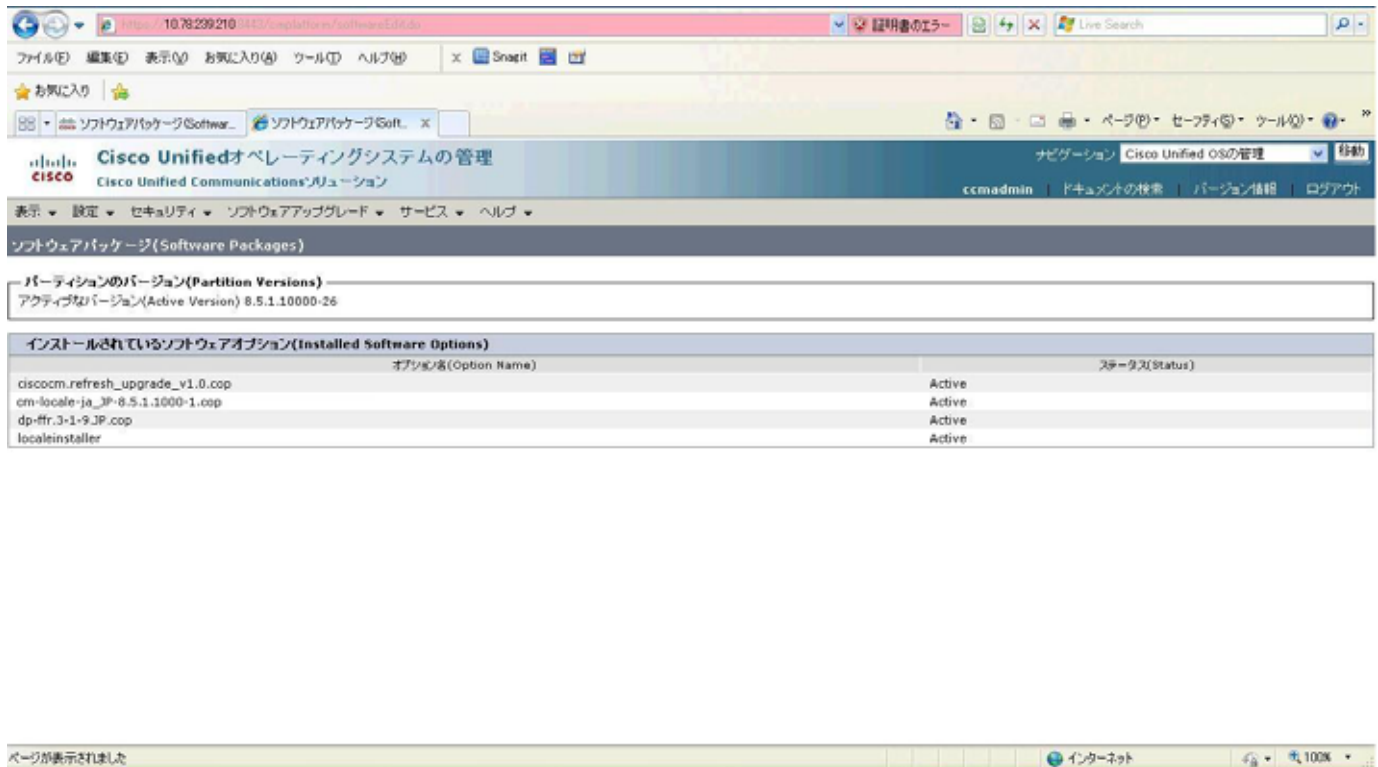 https://10.78.239.210:8443/cmplatform/softwareEdit.do 証明書のエラー Live Search
ファイル(F) 編集(E) 表示(V) お気に入り(A) ツール(T) ヘルプ(H) x Snagit
お気に入り
ソフトウェアパッケージ(Softwar... ソフトウェアパッケージ(Soft... x ページ(P) セーフティ(S) ツール(O) »
cisco Cisco Unifiedオペレーティングシステムの管理 ナビゲーション Cisco Unified OSの管理 移動
Cisco Unified Communicationsソリューション ccmadmin | ドキュメントの検索 | バージョン情報 | ログアウト
表示 設定 セキュリティ ソフトウェアアップグレード サービス ヘルプ
ソフトウェアパッケージ(Software Packages)
パーティションのバージョン(Partition Versions)
アクティブなバージョン(Active Version) 8.5.1.10000-26
インストールされているソフトウェアオプション(Installed Software Options)
オプション名(Option Name) ステータス(Status)
ciscocm.refresh_upgrade_v1.0.cop Active
cm-locale-ja_JP-8.5.1.1000-1.cop Active
dp-ffr.3-1-9.JP.cop Active
localeinstaller Active
ページが表示されました インターネット 100%